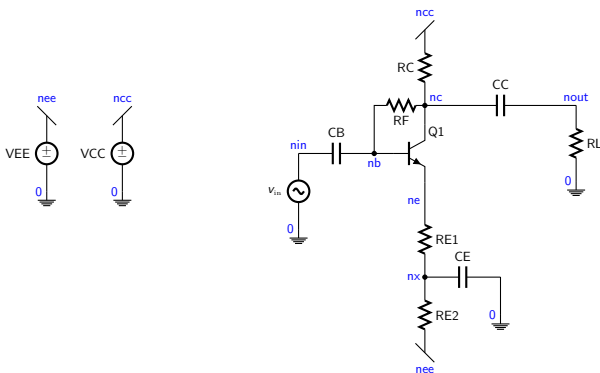 ncc
RC
CC
nee
ncc
nc
nout
RF
Q1
nin
CB
VEE
±
VCC
±
nb
RL
0
0
vin
0
ne
0
RE1
CE
nx
RE2
0
nee